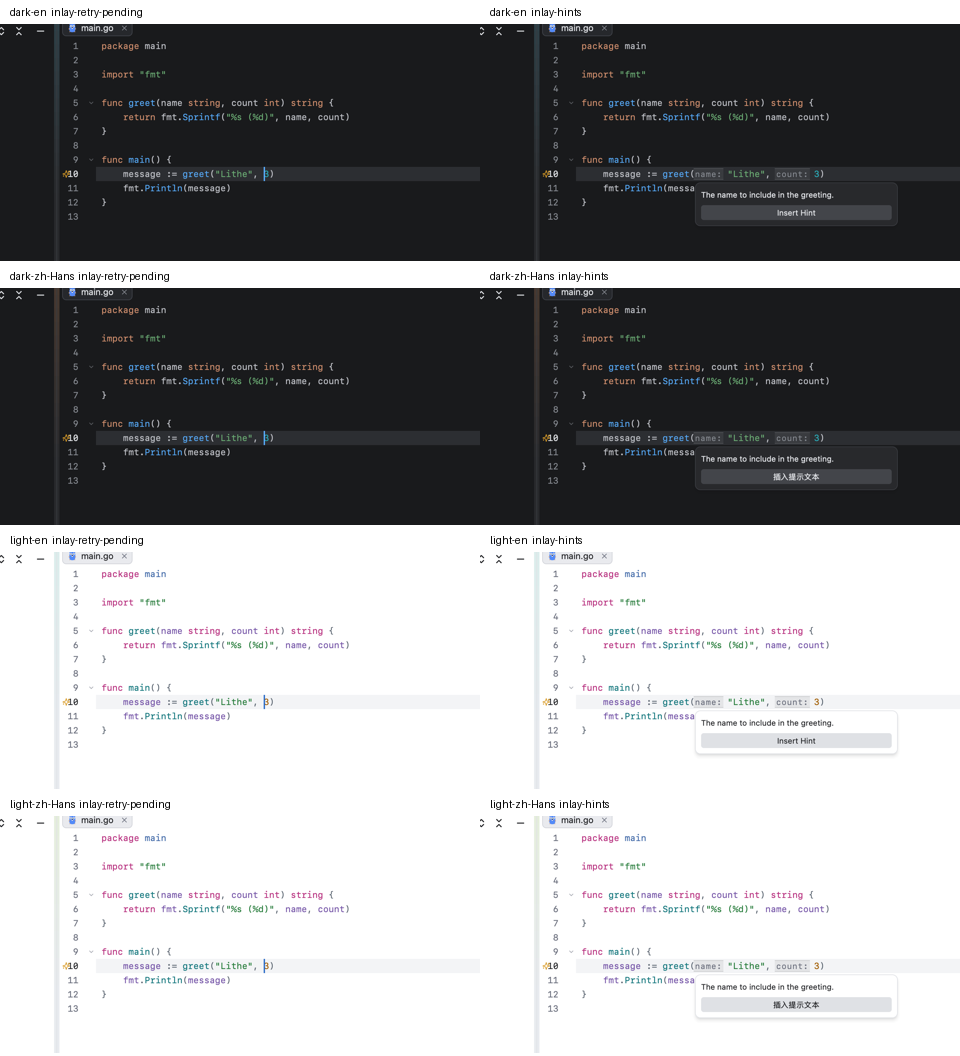 dark-en inlay-retry-pending
main.go ×
1 package main
2
3 import "fmt"
4
5 func greet(name string, count int) string {
6 return fmt.Sprintf("%s (%d)", name, count)
7 }
8
9 func main() {
10 message := greet("Lithe", 3)
11 fmt.Println(message)
12 }
13
dark-en inlay-hints
main.go ×
1 package main
2
3 import "fmt"
4
5 func greet(name string, count int) string {
6 return fmt.Sprintf("%s (%d)", name, count)
7 }
8
9 func main() {
10 message := greet(name: "Lithe", count: 3)
11 fmt.Println(messa
The name to include in the greeting.
Insert Hint
12 }
13
dark-zh-Hans inlay-retry-pending
main.go ×
1 package main
2
3 import "fmt"
4
5 func greet(name string, count int) string {
6 return fmt.Sprintf("%s (%d)", name, count)
7 }
8
9 func main() {
10 message := greet("Lithe", 3)
11 fmt.Println(message)
12 }
13
dark-zh-Hans inlay-hints
main.go ×
1 package main
2
3 import "fmt"
4
5 func greet(name string, count int) string {
6 return fmt.Sprintf("%s (%d)", name, count)
7 }
8
9 func main() {
10 message := greet(name: "Lithe", count: 3)
11 fmt.Println(messa
The name to include in the greeting.
插入提示文本
12 }
13
light-en inlay-retry-pending
main.go ×
1 package main
2
3 import "fmt"
4
5 func greet(name string, count int) string {
6 return fmt.Sprintf("%s (%d)", name, count)
7 }
8
9 func main() {
10 message := greet("Lithe", 3)
11 fmt.Println(message)
12 }
13
light-en inlay-hints
main.go ×
1 package main
2
3 import "fmt"
4
5 func greet(name string, count int) string {
6 return fmt.Sprintf("%s (%d)", name, count)
7 }
8
9 func main() {
10 message := greet(name: "Lithe", count: 3)
11 fmt.Println(messa
The name to include in the greeting.
Insert Hint
12 }
13
light-zh-Hans inlay-retry-pending
main.go ×
1 package main
2
3 import "fmt"
4
5 func greet(name string, count int) string {
6 return fmt.Sprintf("%s (%d)", name, count)
7 }
8
9 func main() {
10 message := greet("Lithe", 3)
11 fmt.Println(message)
12 }
13
light-zh-Hans inlay-hints
main.go ×
1 package main
2
3 import "fmt"
4
5 func greet(name string, count int) string {
6 return fmt.Sprintf("%s (%d)", name, count)
7 }
8
9 func main() {
10 message := greet(name: "Lithe", count: 3)
11 fmt.Println(messa
The name to include in the greeting.
插入提示文本
12 }
13